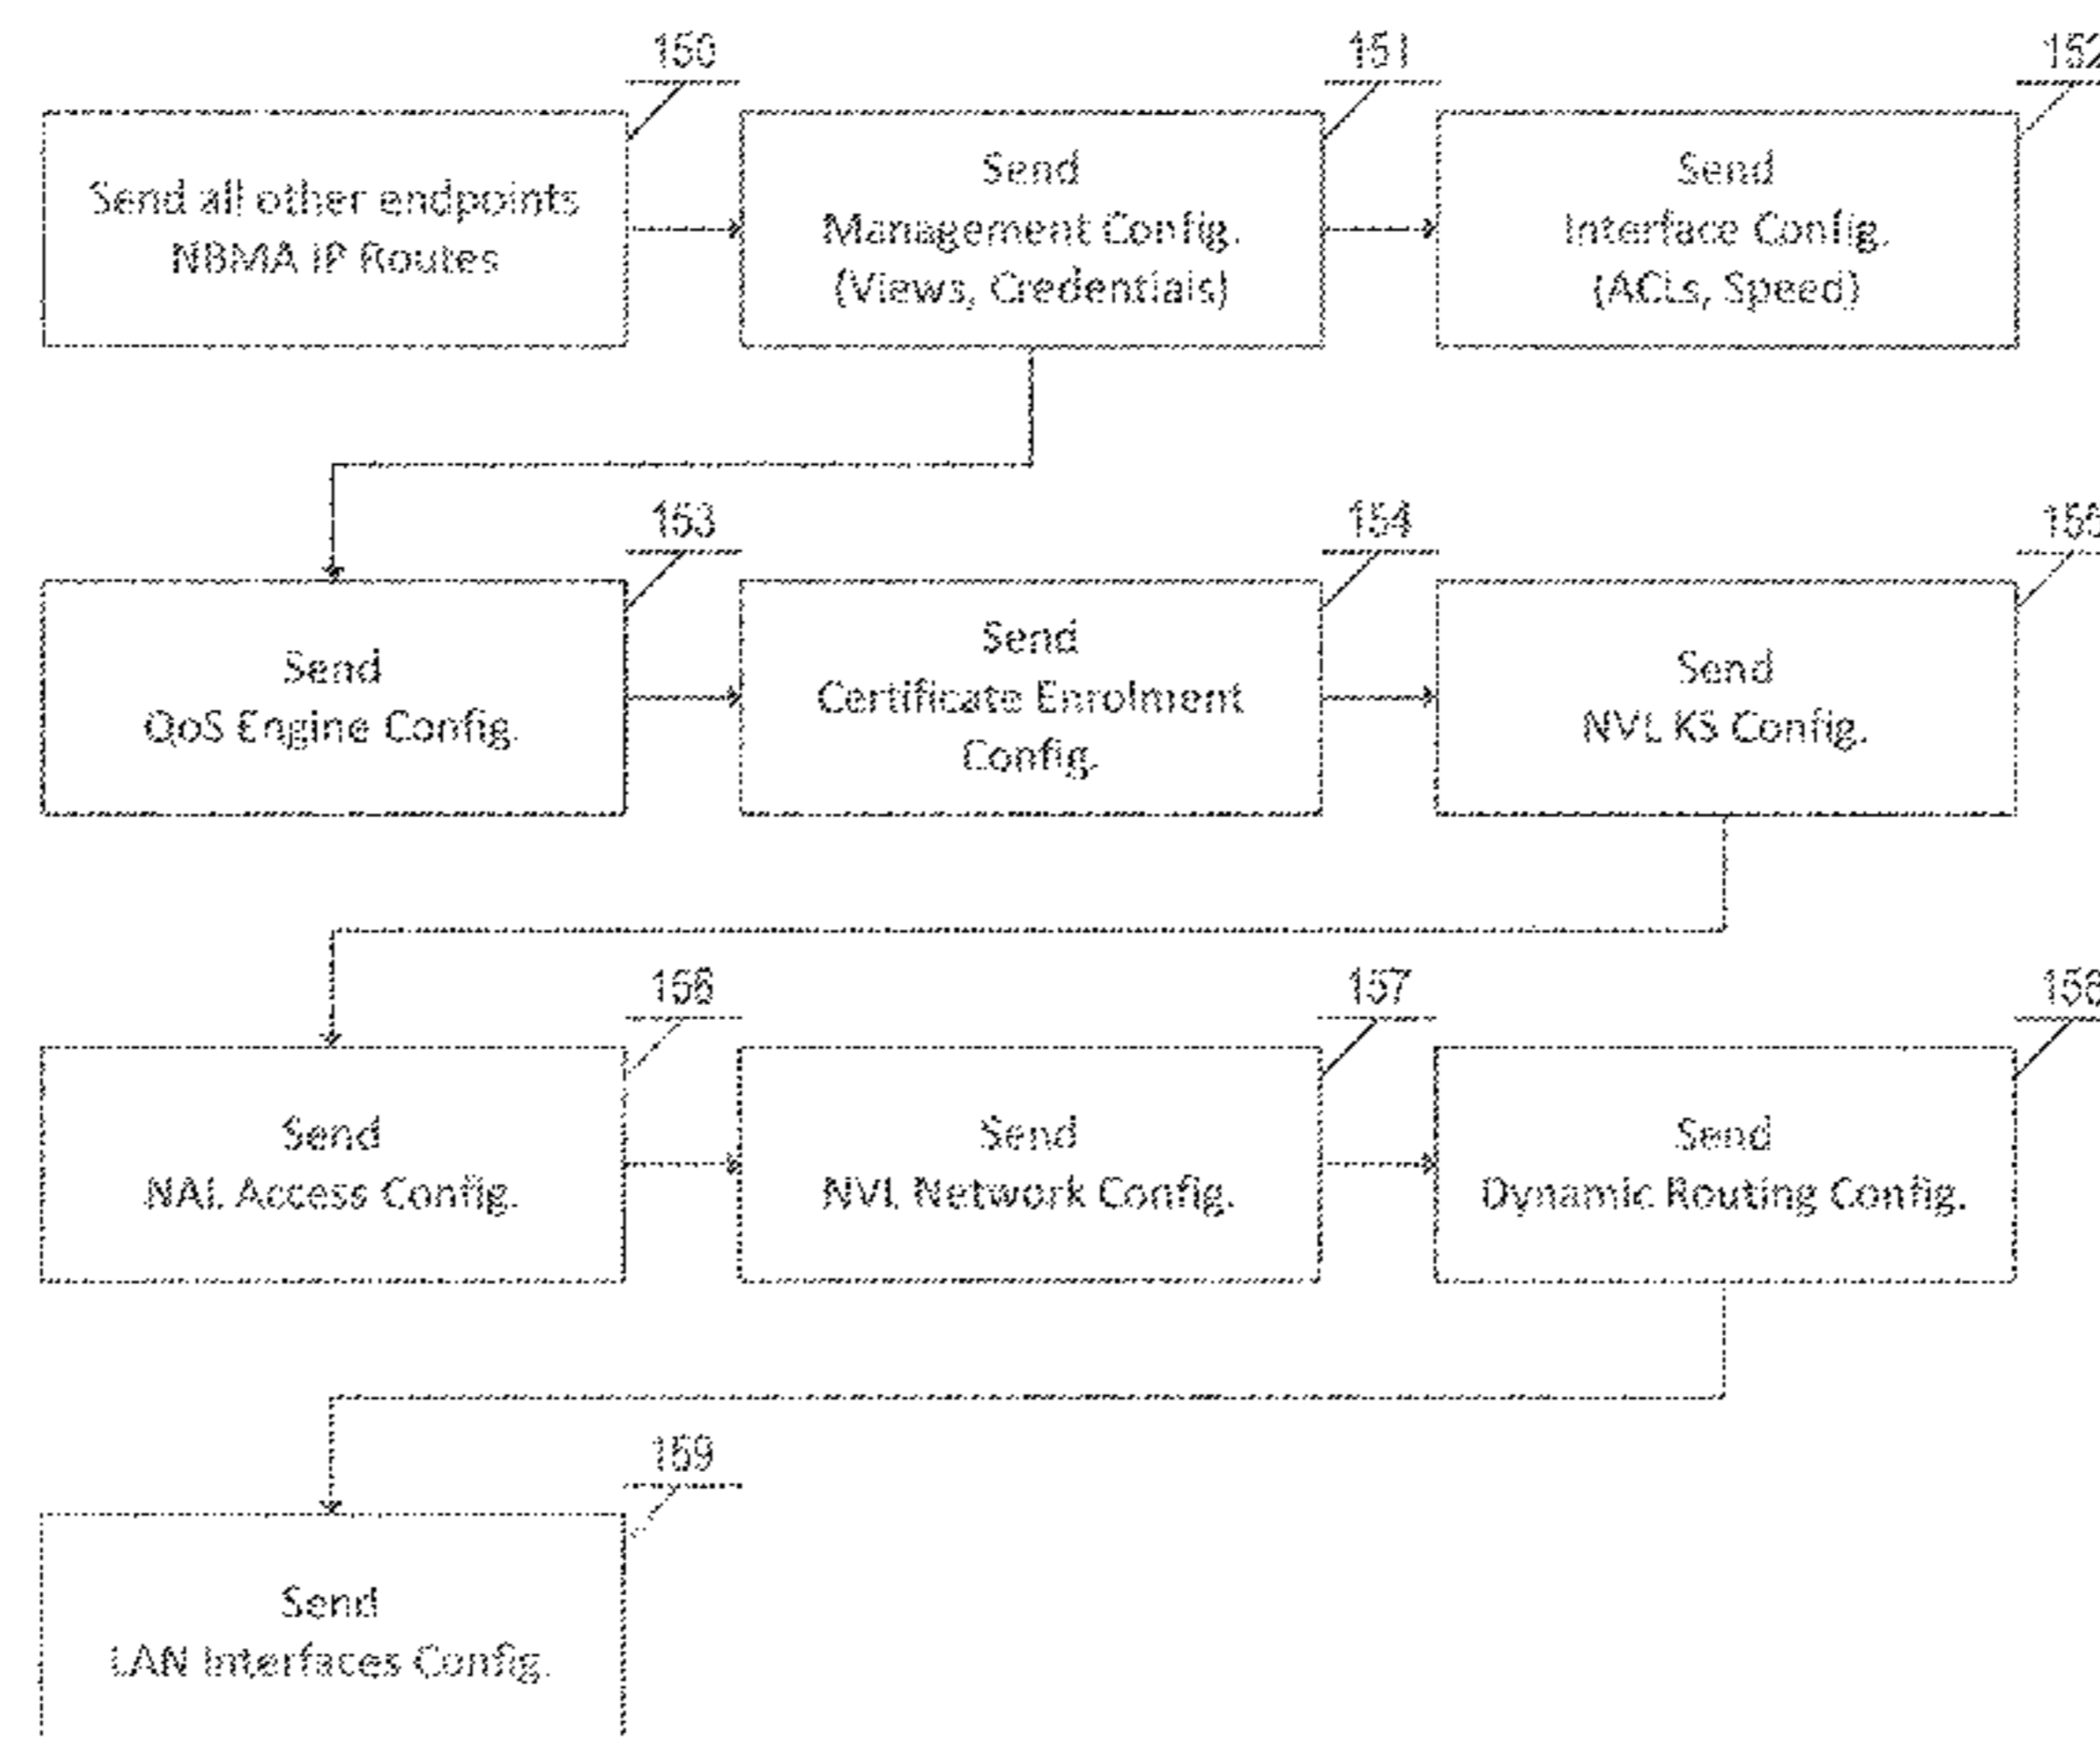 150
151
152
Send all other endpoints
NBMA IP Routes
Send
Management Config.
(Views, Credentials)
Send
Interface Config.
(ACLs, Speed)
153
154
155
Send
QoS Engine Config.
Send
Certificate Enrolment
Config.
Send
NVL KS Config.
156
157
158
Send
NAL Access Config.
Send
NVL Network Config.
Send
Dynamic Routing Config.
159
Send
LAN Interfaces Config.